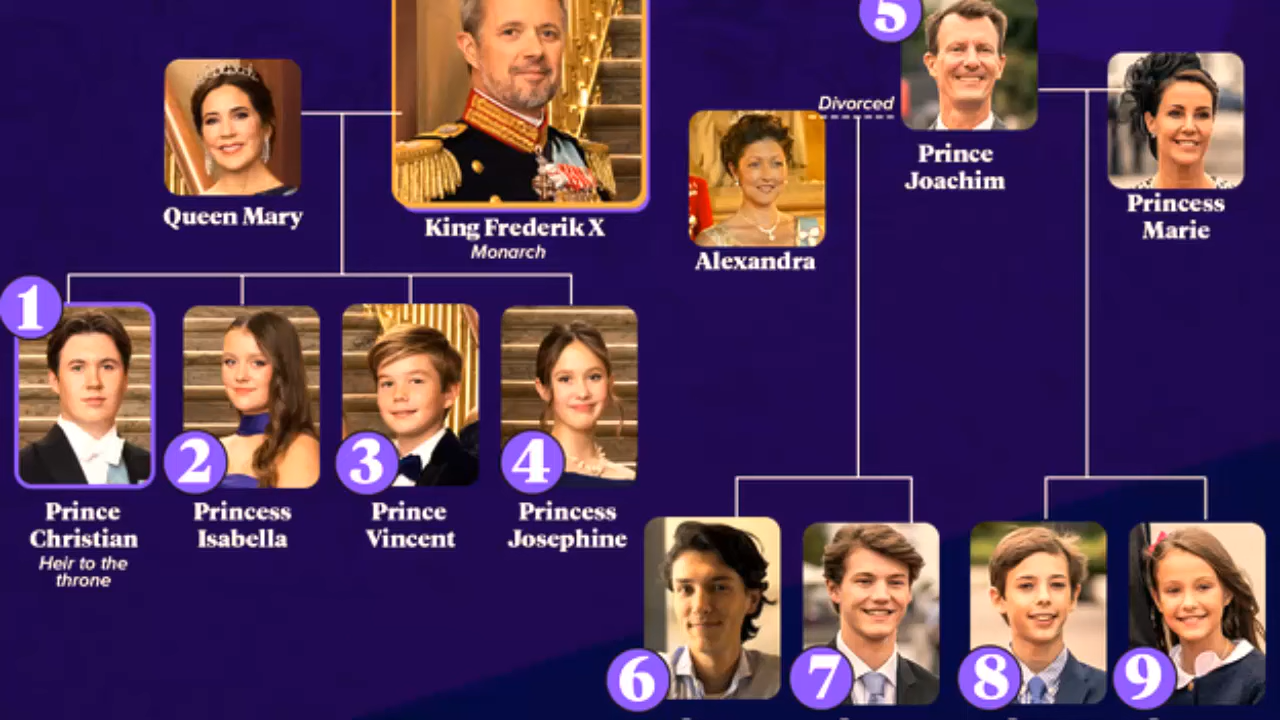 5
Divorced
Prince
Joachim
Queen Mary
King Frederik X
Monarch
Alexandra
Princess
Marie
1
2
3
4
Prince
Christian
Heir to the
throne
Princess
Isabella
Prince
Vincent
Princess
Josephine
6
7
8
9